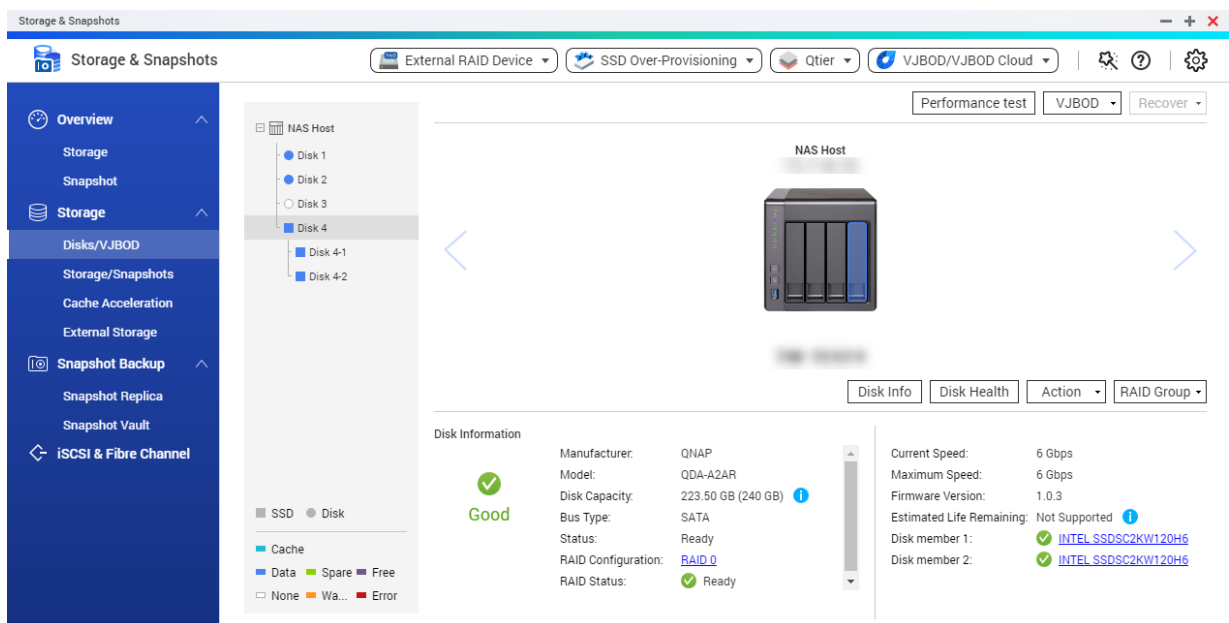 Storage & Snapshots
Storage & Snapshots
External RAID Device
SSD Over-Provisioning
Qtier
VJBOD/VJBOD Cloud
Overview
Storage
Snapshot
Storage
Disks/VJBOD
Storage/Snapshots
Cache Acceleration
External Storage
Snapshot Backup
Snapshot Replica
Snapshot Vault
iSCSI & Fibre Channel
NAS Host
Disk 1
Disk 2
Disk 3
Disk 4
Disk 4-1
Disk 4-2
SSD Disk
Cache
Data Spare Free
None Wa... Error
Performance test VJBOD Recover
NAS Host
Disk Info Disk Health Action RAID Group
Disk Information
Good
Manufacturer: QNAP
Model: QDA-A2AR
Disk Capacity: 223.50 GB (240 GB)
Bus Type: SATA
Status: Ready
RAID Configuration: RAID 0
RAID Status: Ready
Current Speed: 6 Gbps
Maximum Speed: 6 Gbps
Firmware Version: 1.0.3
Estimated Life Remaining: Not Supported
Disk member 1: INTEL SSDSC2KW120H6
Disk member 2: INTEL SSDSC2KW120H6